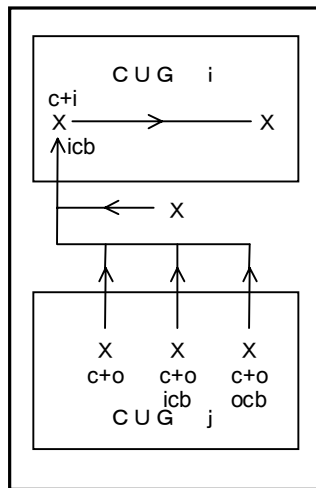 CUG i
c+i
X X
icb
X
X X X
c+o c+o c+o
icb ocb
CUG j